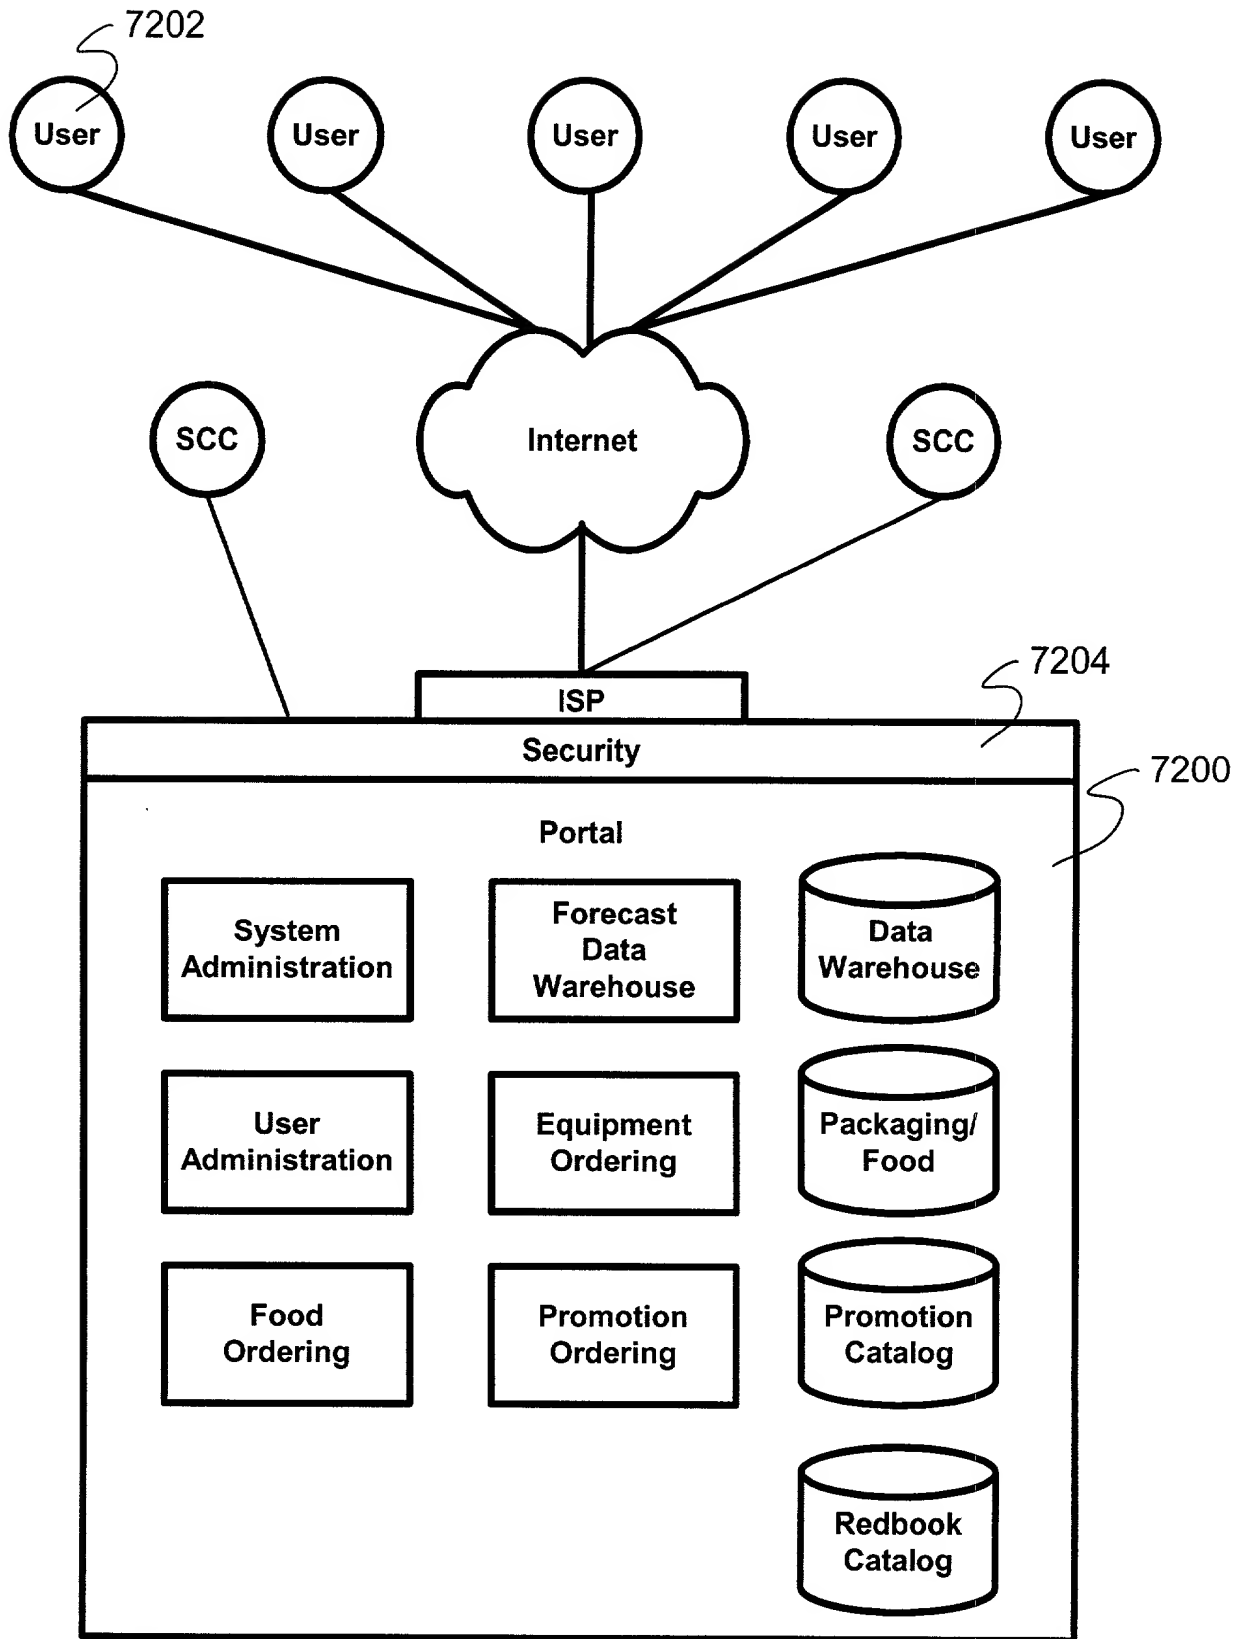 7202
User
User
User
User
User
SCC
Internet
SCC
ISP
7204
Security
7200
Portal
System
Administration
Forecast
Data
Warehouse
Data
Warehouse
User
Administration
Equipment
Ordering
Packaging/
Food
Food
Ordering
Promotion
Ordering
Promotion
Catalog
Redbook
Catalog